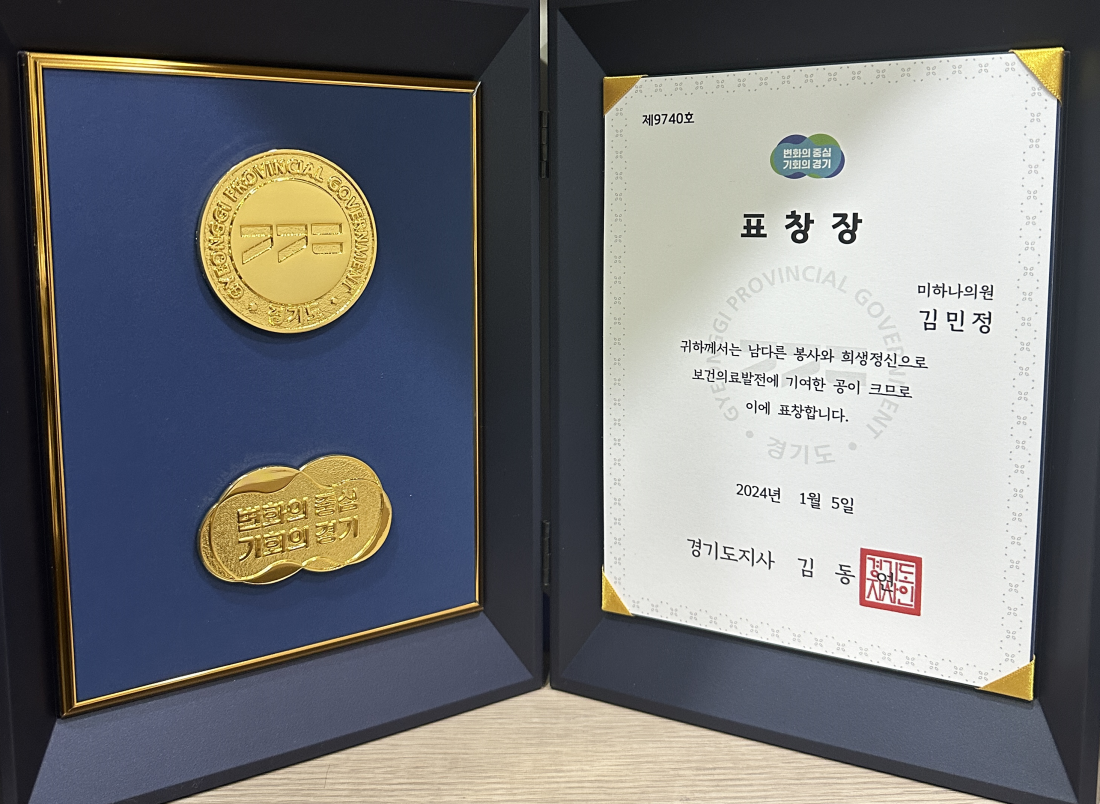 GYEONGGI PROVINCIAL GOVERNMENT
경기도
변화의 중심
기회의 경기
제9740호
변화의 중심
기회의 경기
표창장
미하나의원
김민정
GYEONGGI PROVINCIAL GOVERNMENT
경기도
귀하께서는 남다른 봉사와 희생정신으로
보건의료발전에 기여한 공이 크므로
이에 표창합니다.
2024년 1월 5일
경기도지사 김동연
경기도
지사인